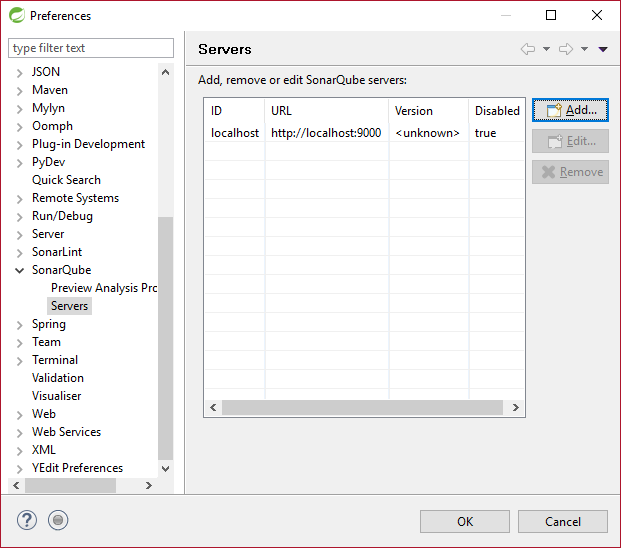 Preferences
type filter text
JSON
Maven
Mylyn
Oomph
Plug-in Development
PyDev
Quick Search
Remote Systems
Run/Debug
Server
SonarLint
SonarQube
Preview Analysis Pro
Servers
Spring
Team
Terminal
Validation
Visualiser
Web
Web Services
XML
YEdit Preferences
Servers
Add, remove or edit SonarQube servers:
ID URL Version Disabled
localhost http://localhost:9000 <unknown> true
Add...
Edit...
Remove
OK Cancel